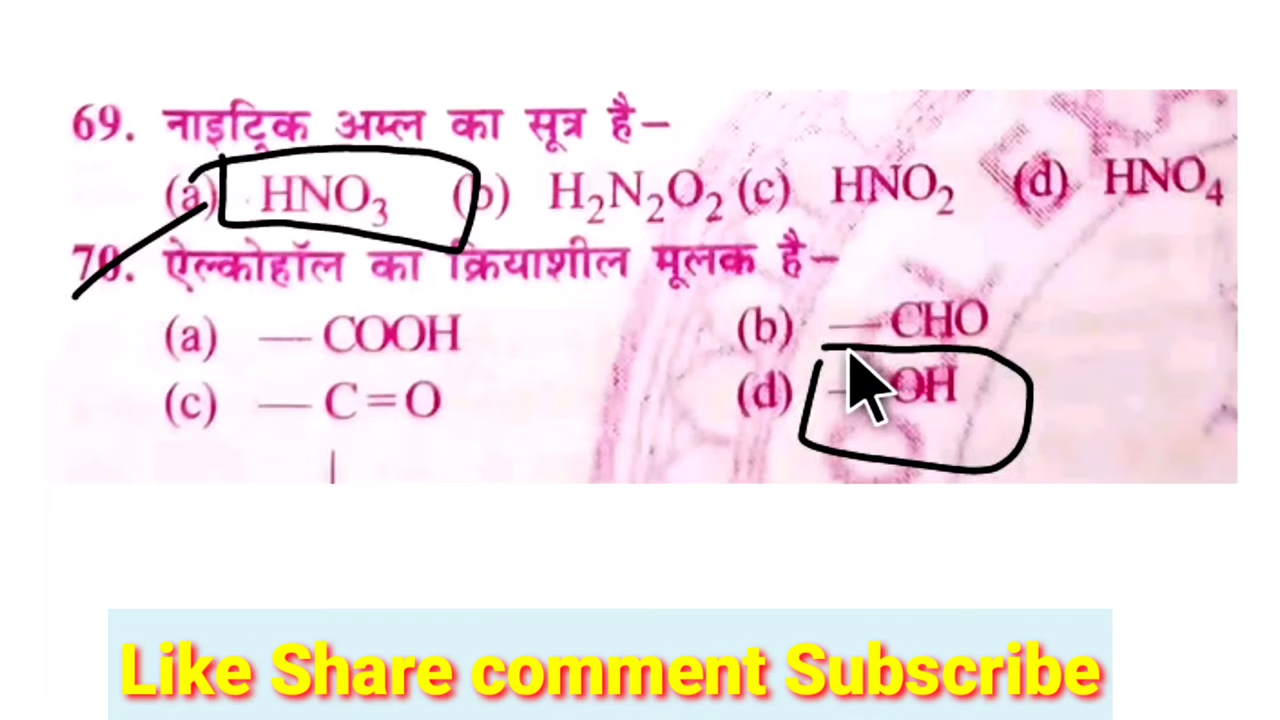 69. नाइट्रिक अम्ल का सूत्र है–
(a) HNO₃ (b) H₂N₂O₂ (c) HNO₂ (d) HNO₄
70. ऐल्कोहॉल का क्रियाशील मूलक है–
(a) — COOH (b) — CHO
(c) — C=O (d) — OH
Like Share comment Subscribe